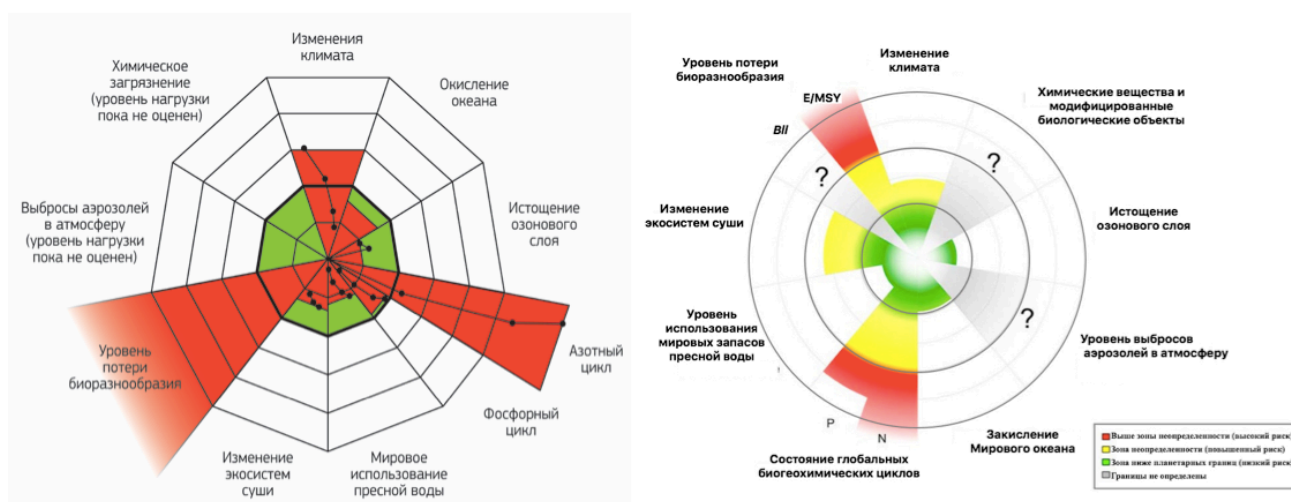 Изменения
климата
Химическое
загрязнение
(уровень нагрузки
пока не оценен)
Окисление
океана
Выбросы аэрозолей
в атмосферу
(уровень нагрузки
пока не оценен)
Истощение
озонового
слоя
Уровень
потери
биоразнообразия
Азотный
цикл
Фосфорный
цикл
Изменение
экосистем
суши
Мировое
использование
пресной воды
Уровень потери
биоразнообразия
Изменение
климата
E/MSY
BII
Химические вещества и
модифицированные
биологические объекты
?
?
Изменение
экосистем суши
Истощение
озонового слоя
Уровень
использования
мировых запасов
пресной воды
?
Уровень выбросов
аэрозолей в атмосферу
P
N
Состояние глобальных
биогеохимических циклов
Закисление
Мирового океана
Выше зоны неопределенности (высокий риск)
Зона неопределенности (повышенный риск)
Зона ниже планетарных границ (низкий риск)
Границы не определены